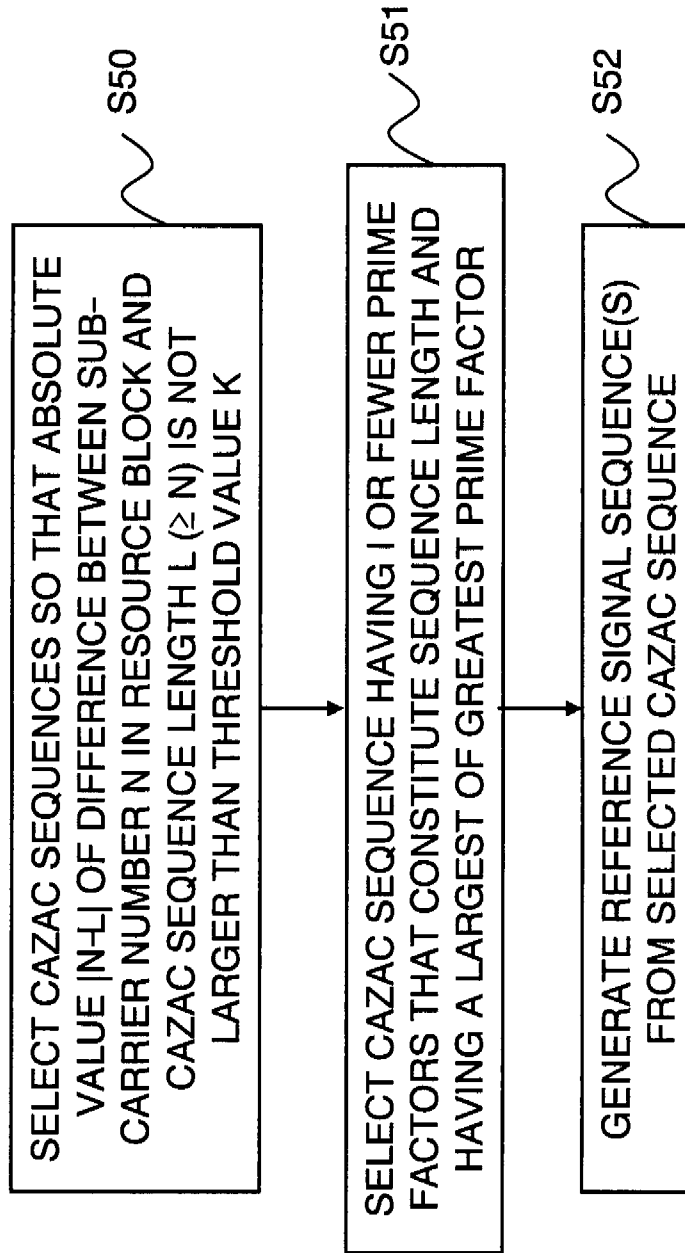 SELECT CAZAC SEQUENCES SO THAT ABSOLUTE
VALUE |N-L| OF DIFFERENCE BETWEEN SUB-
CARRIER NUMBER N IN RESOURCE BLOCK AND
CAZAC SEQUENCE LENGTH L (≥ N) IS NOT
LARGER THAN THRESHOLD VALUE K
S50
SELECT CAZAC SEQUENCE HAVING I OR FEWER PRIME
FACTORS THAT CONSTITUTE SEQUENCE LENGTH AND
HAVING A LARGEST OF GREATEST PRIME FACTOR
S51
GENERATE REFERENCE SIGNAL SEQUENCE(S)
FROM SELECTED CAZAC SEQUENCE
S52